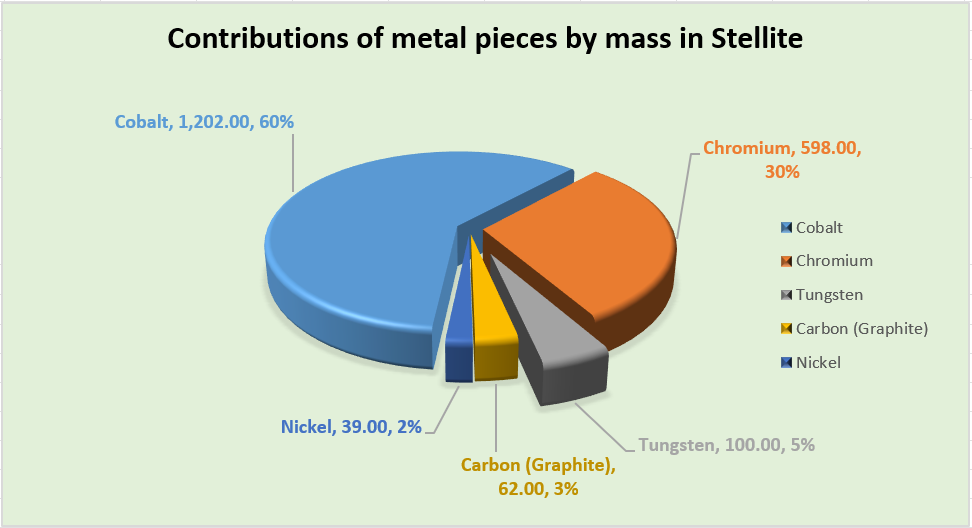 Contributions of metal pieces by mass in Stellite
Cobalt, 1,202.00, 60%
Chromium, 598.00,
30%
Cobalt
Chromium
Tungsten
Carbon (Graphite)
Nickel
Nickel, 39.00, 2%
Tungsten, 100.00, 5%
Carbon (Graphite),
62.00, 3%